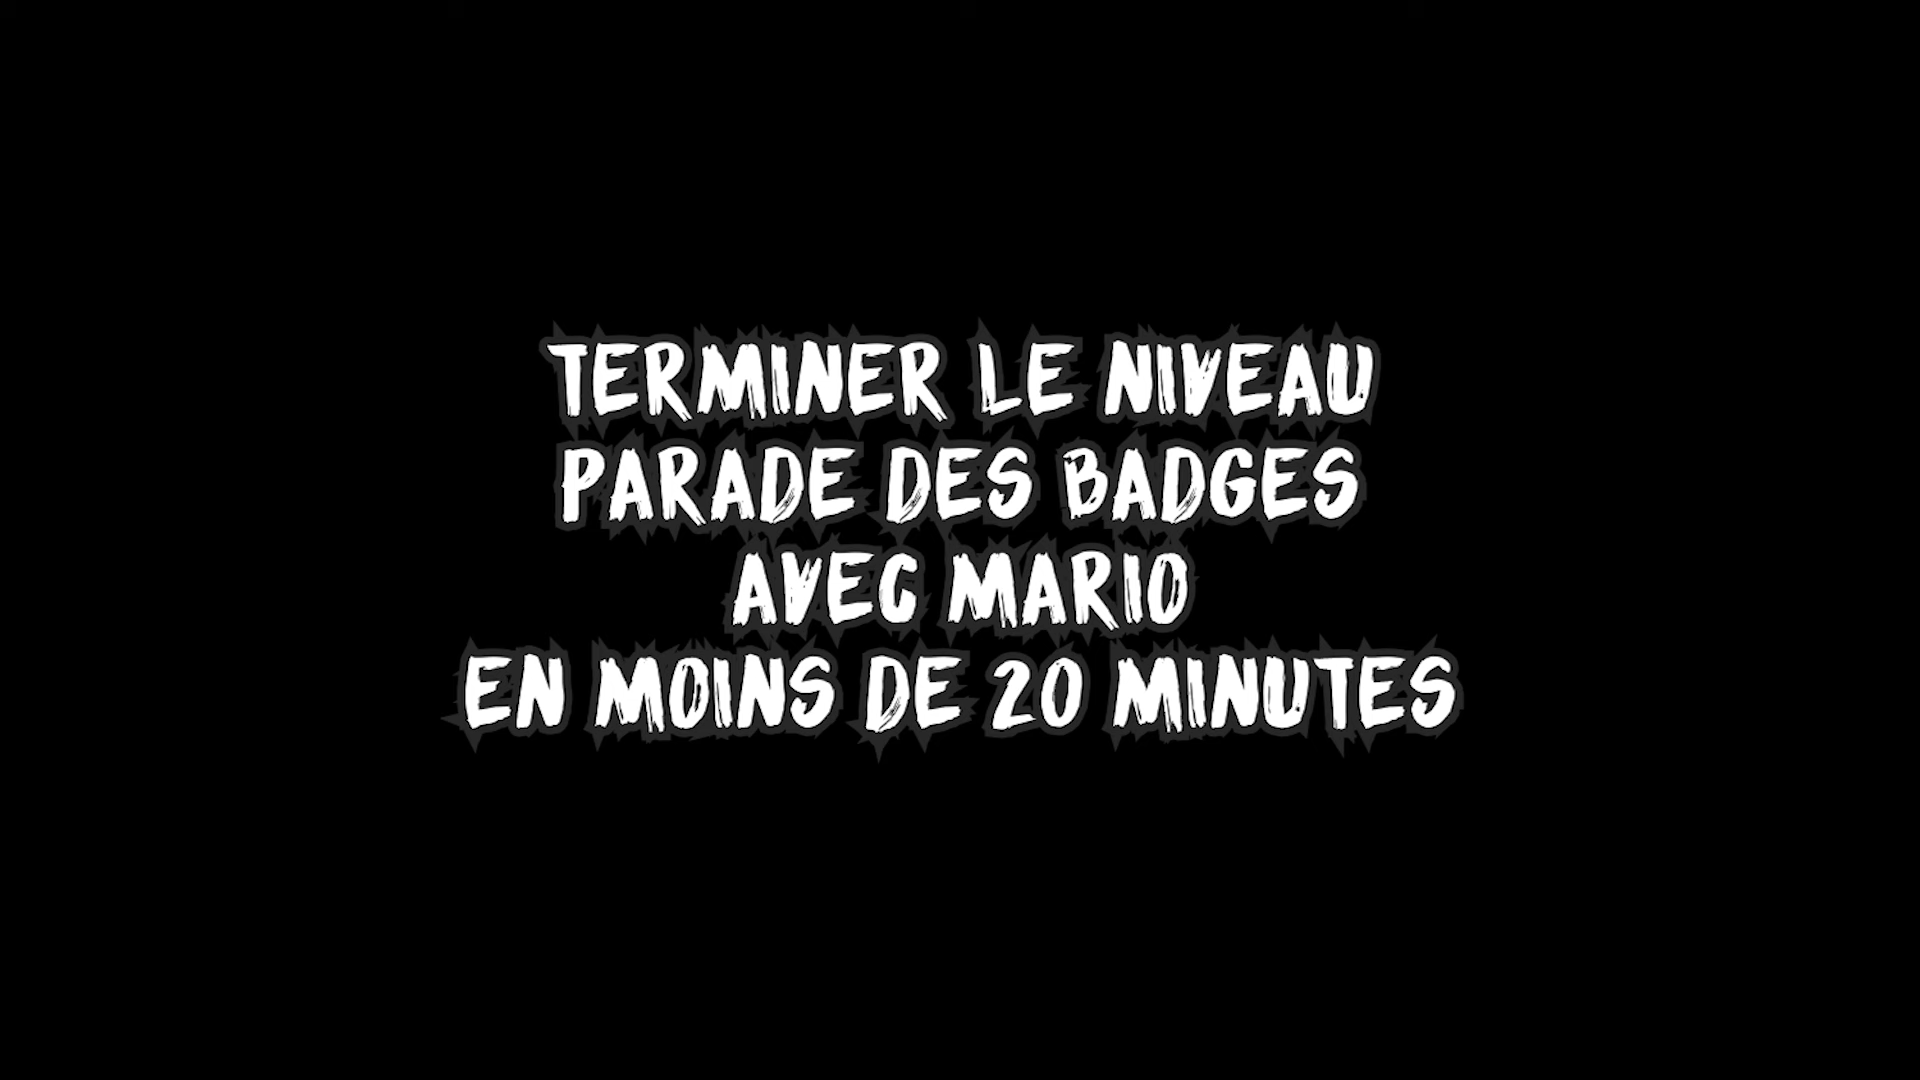 TERMINER LE NIVEAU
PARADE DES BADGES
AVEC MARIO
EN MOINS DE 20 MINUTES